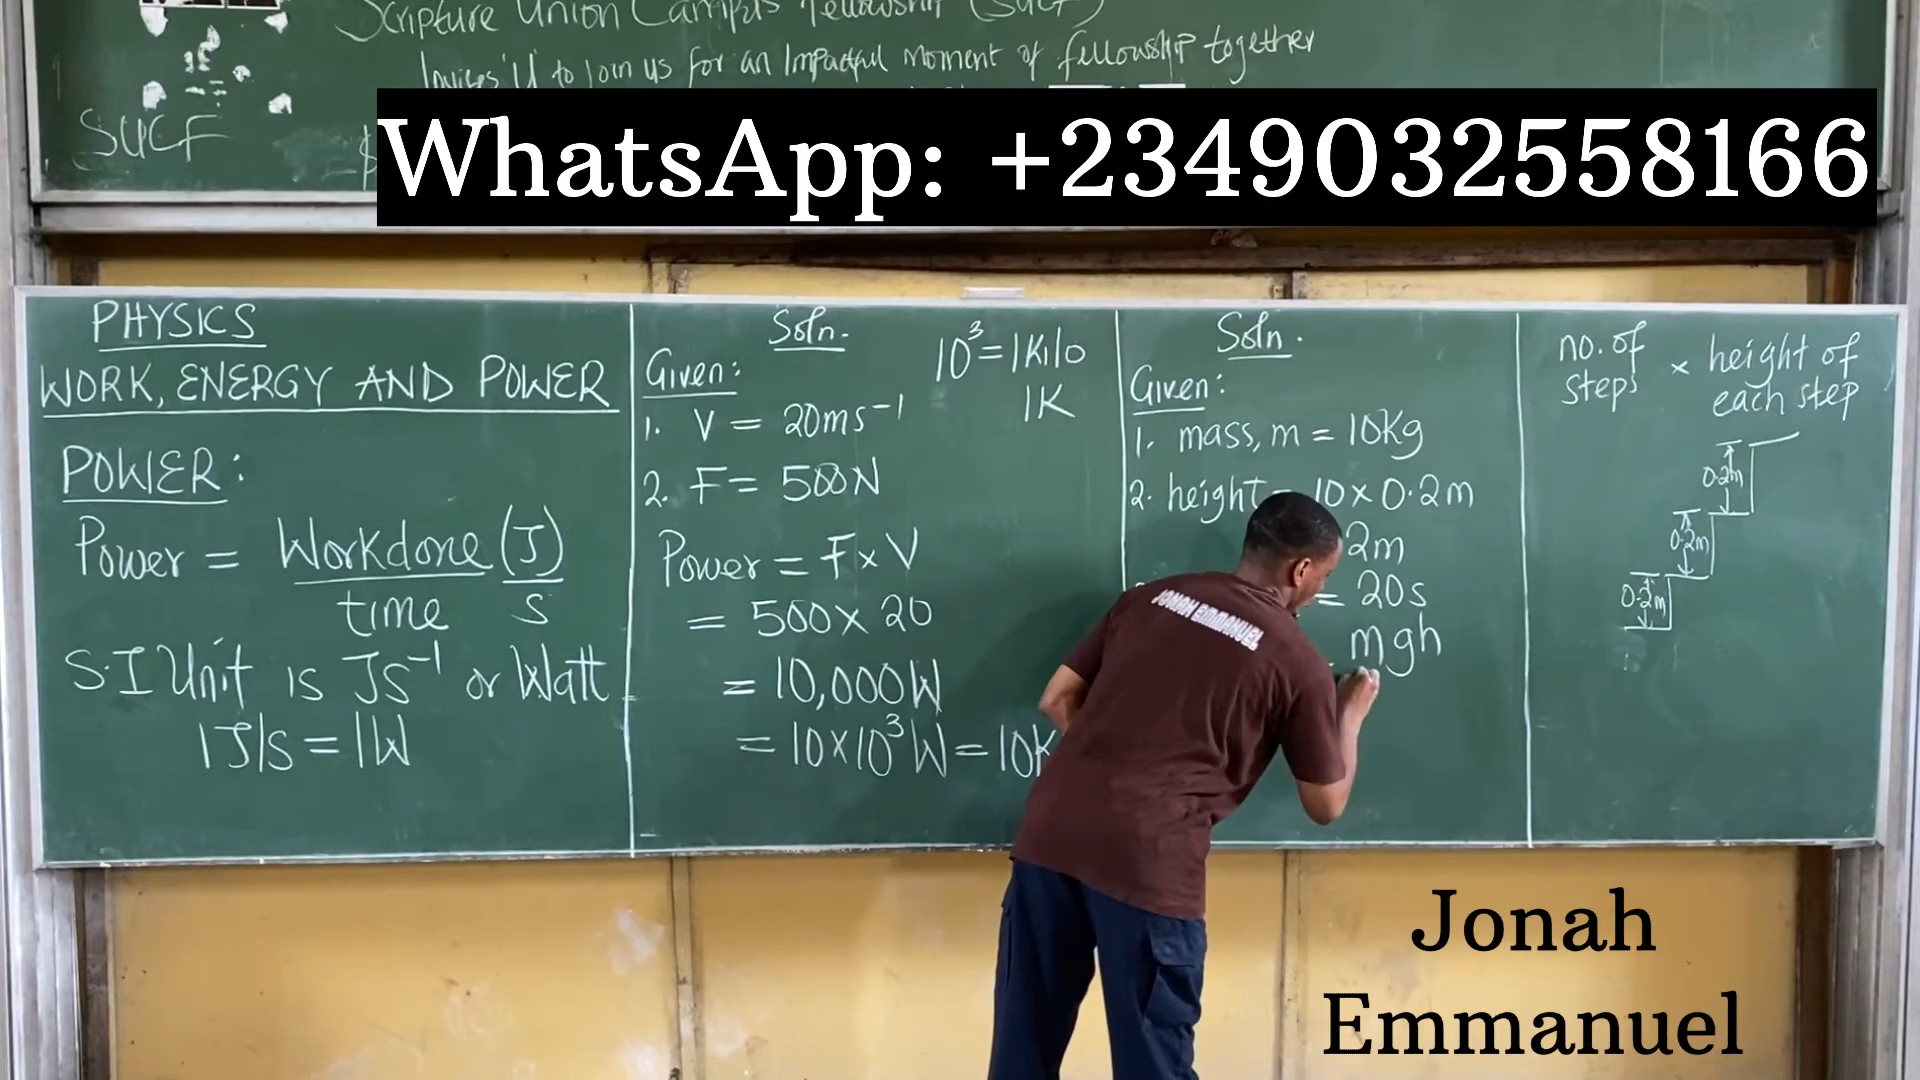 Scripture Union Campus Fellowship (SUCF)
Invites 'U' to Join us for an Impactful Moment of fellowship together
SUCF
WhatsApp: +2349032558166
PHYSICS
WORK, ENERGY AND POWER
POWER:
Power = Workdone (J)
time s
S.I Unit is JS⁻¹ or Watt
1J/s = 1W
Soln.
10³ = 1Kilo
1K
Given:
1. V = 20ms⁻¹
2. F = 500N
Power = F x V
= 500 x 20
= 10,000W
= 10x10³W = 10K
Soln.
Given:
1. mass, m = 10Kg
2. height = 10 x 0.2m
2m
= 20s
mgh
no. of steps x height of each step
0.2m
0.2m
0.2m
JONAH EMMANUEL
Jonah
Emmanuel